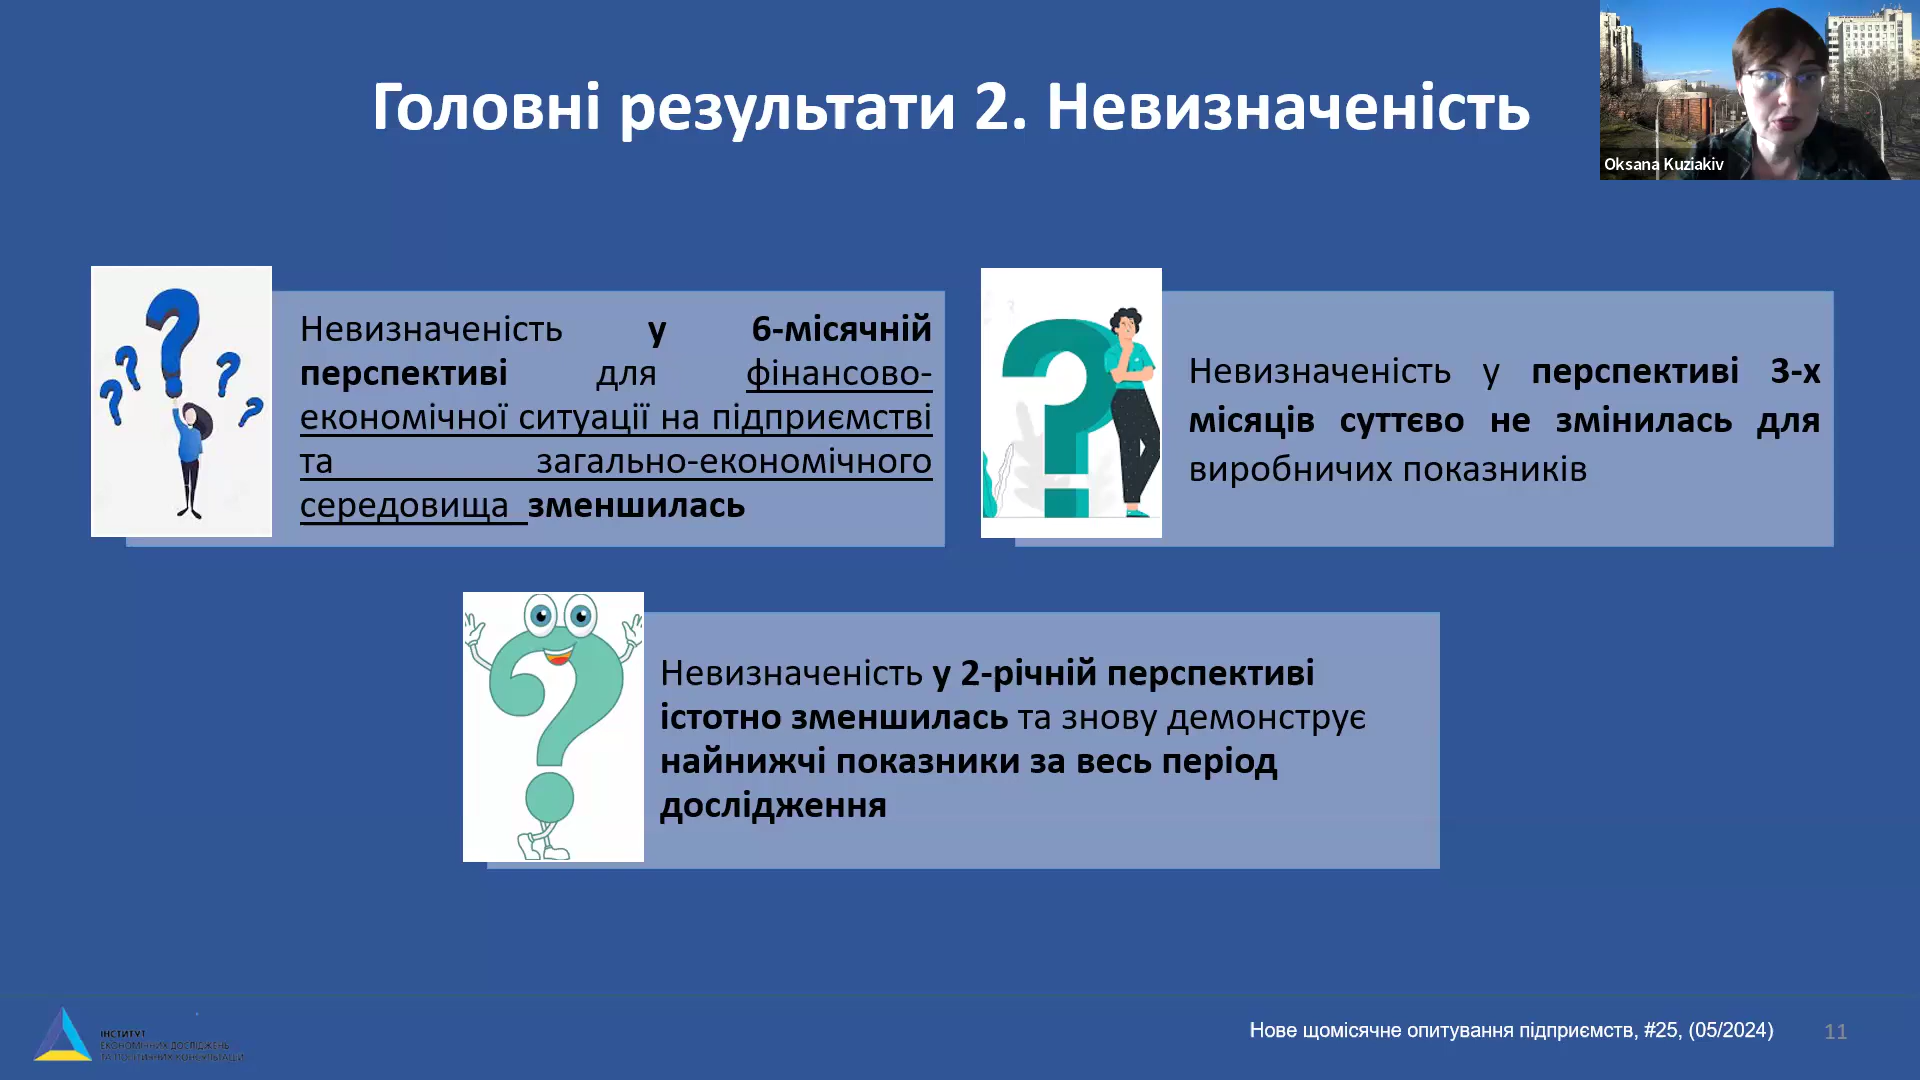 Головні результати 2. Невизначеність
Oksana Kuziakiv
Невизначеність у 6-місячній
перспективі для фінансово-
економічної ситуації на підприємстві
та загально-економічного
середовища зменшилась
Невизначеність у перспективі 3-х
місяців суттєво не змінилась для
виробничих показників
Невизначеність у 2-річній перспективі
істотно зменшилась та знову демонструє
найнижчі показники за весь період
дослідження
ІНСТИТУТ
ЕКОНОМІЧНИХ ДОСЛІДЖЕНЬ
ТА ПОЛІТИЧНИХ КОНСУЛЬТАЦІЙ
Нове щомісячне опитування підприємств, #25, (05/2024)
11